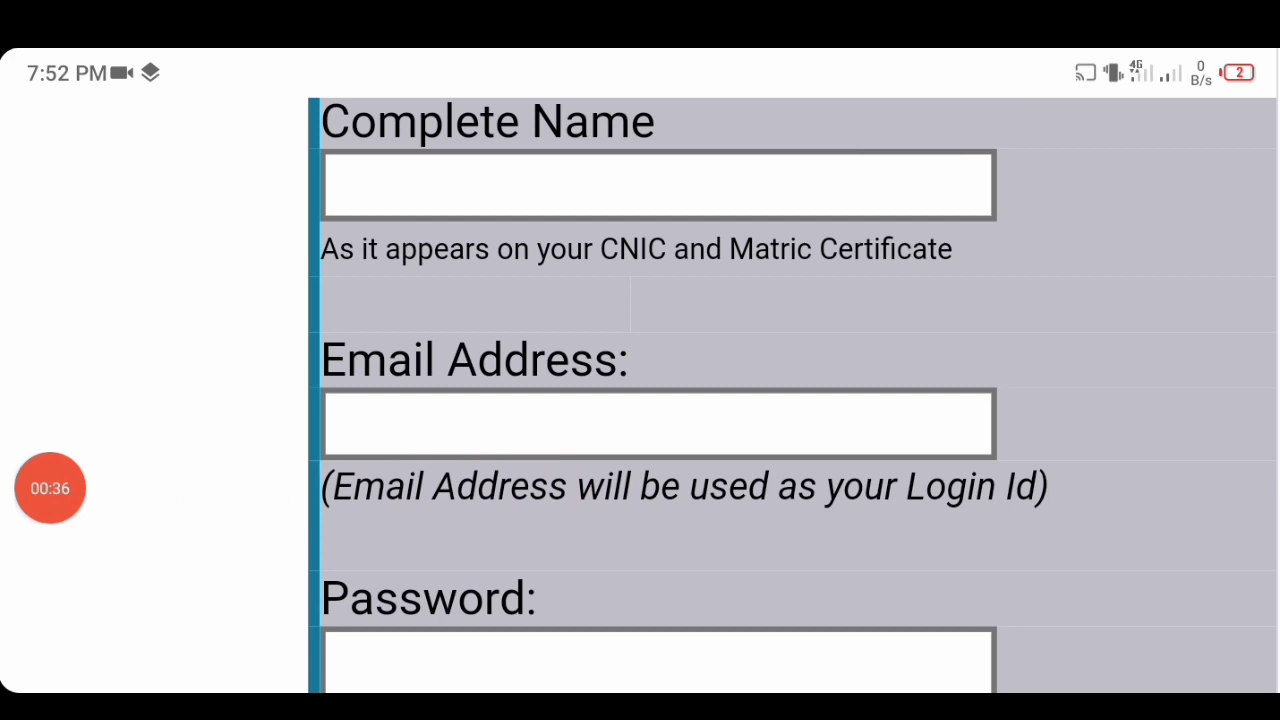 7:52 PM
4G
0
B/s
2
Complete Name
As it appears on your CNIC and Matric Certificate
Email Address:
00:36
(Email Address will be used as your Login Id)
Password: